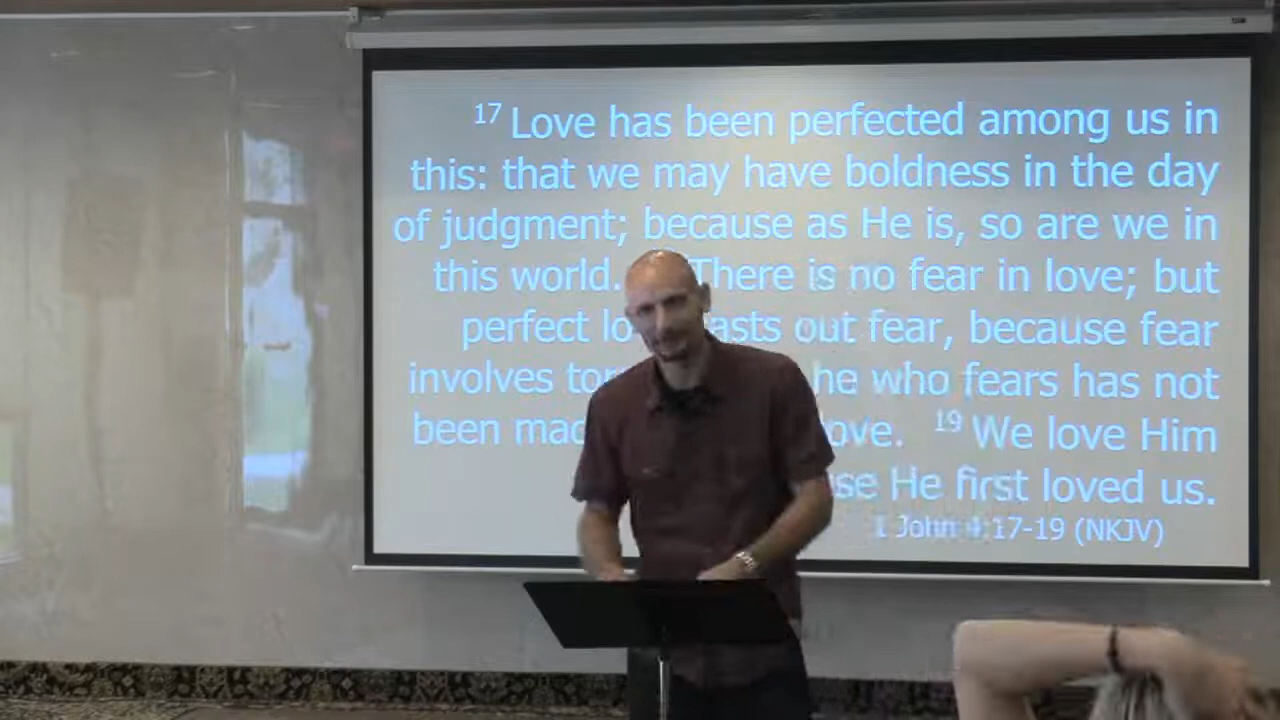 17 Love has been perfected among us in
this: that we may have boldness in the day
of judgment; because as He is, so are we in
this world. There is no fear in love; but
perfect asts out fear, because fear
involves he who fears has not
been ove. 19 We love Him
se He first loved us.
1 John 4:17-19 (NKJV)